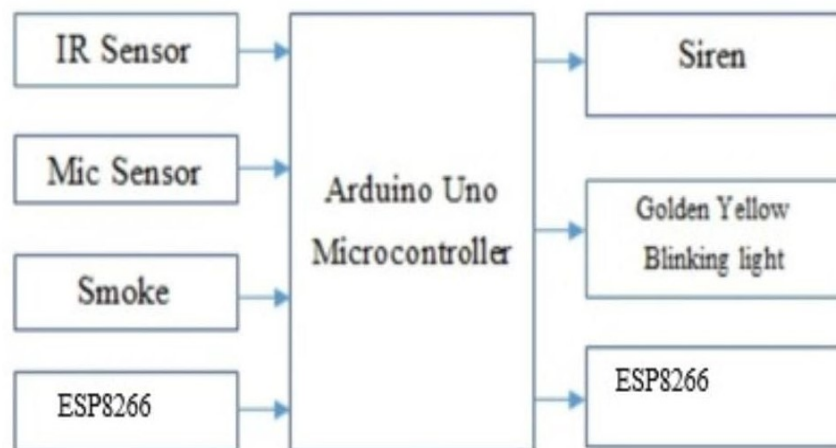 IR Sensor
Mic Sensor
Smoke
ESP8266
Arduino Uno
Microcontroller
Siren
Golden Yellow
Blinking light
ESP8266